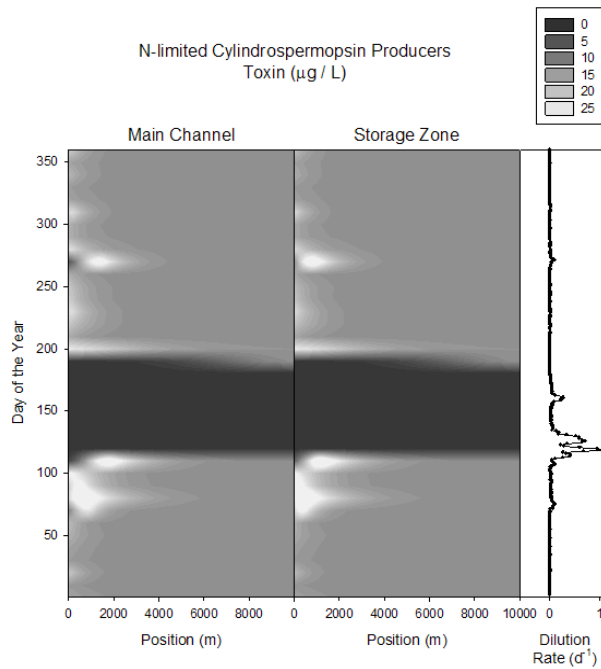 N-limited Cylindrospermopsin Producers
Toxin (μg / L)
0
5
10
15
20
25
Main Channel
Storage Zone
350
300
250
200
150
100
50
Day of the Year
0 2000 4000 6000 8000
0 2000 4000 6000 8000 10000
0 1
Position (m)
Position (m)
Dilution
Rate (d-1)